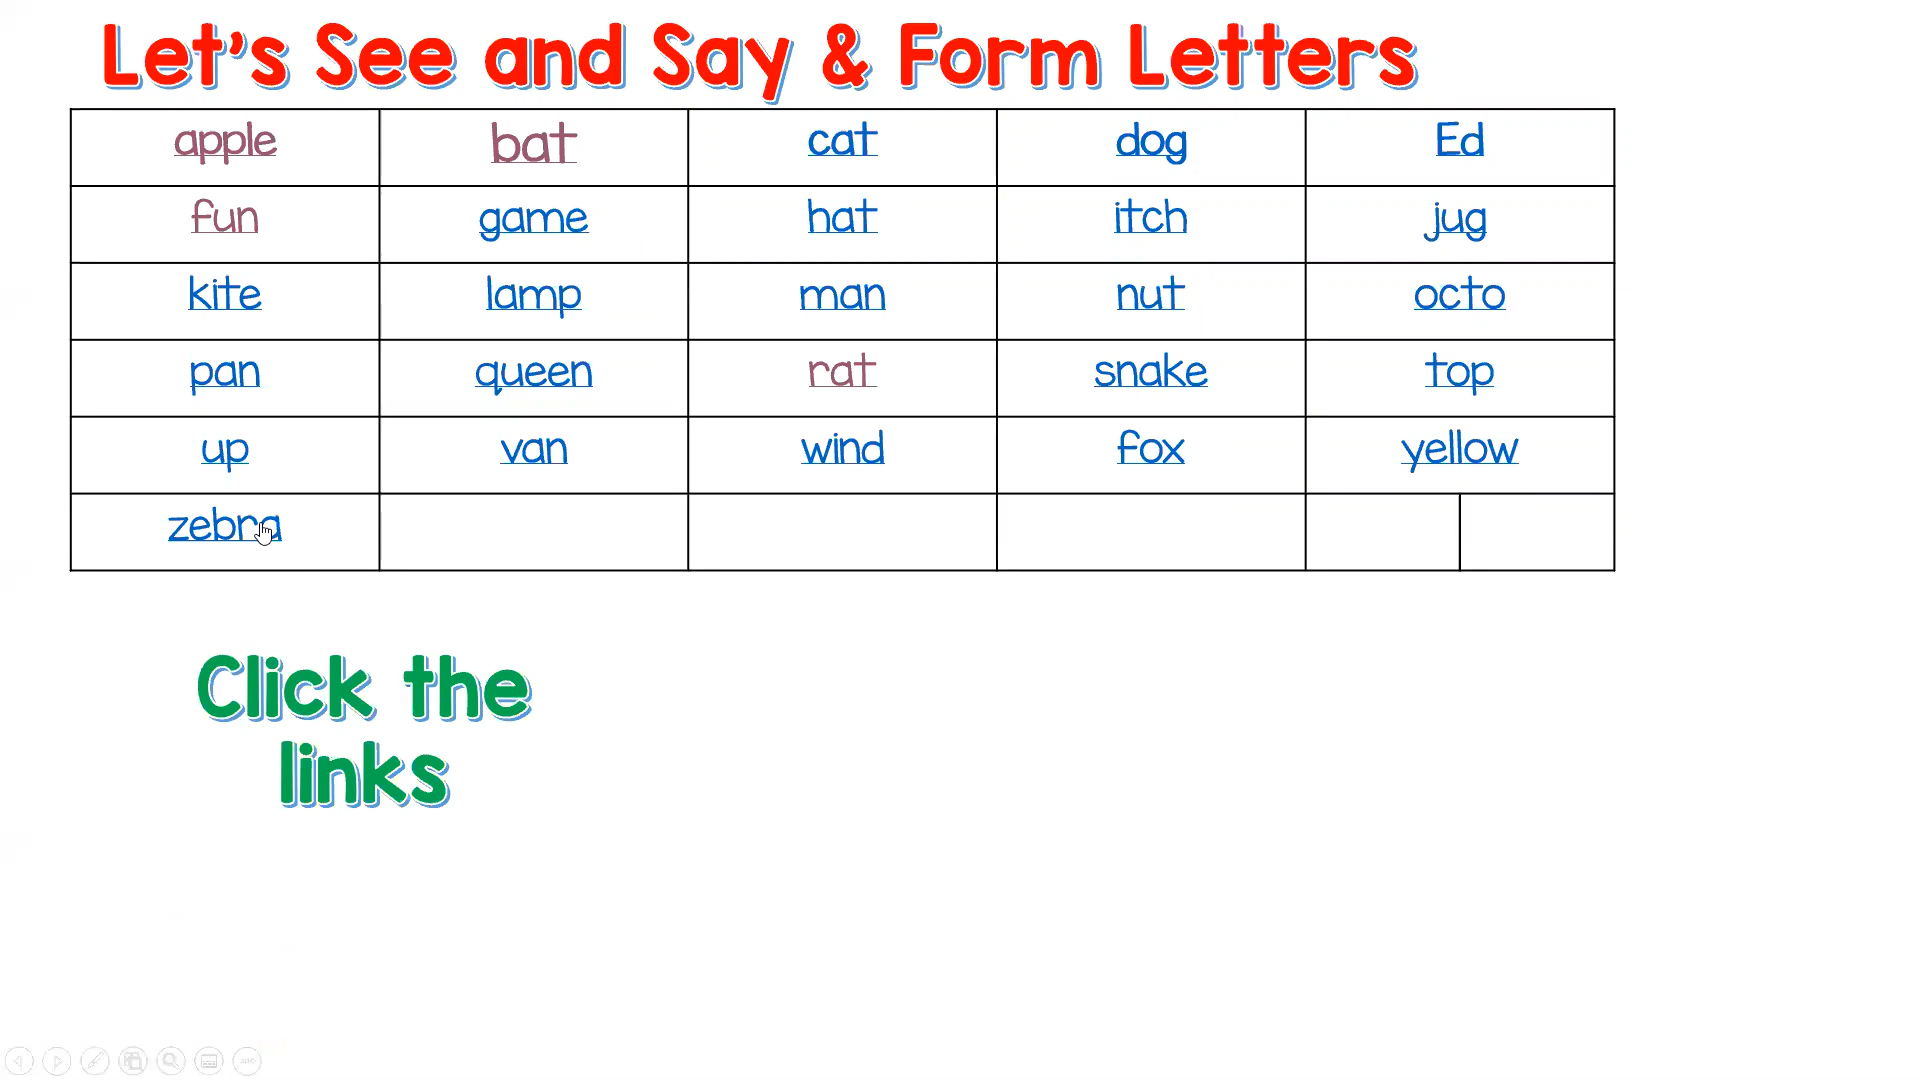 Let's See and Say & Form Letters
apple bat cat dog Ed
fun game hat itch jug
kite lamp man nut octo
pan queen rat snake top
up van wind fox yellow
zebra
Click the
links